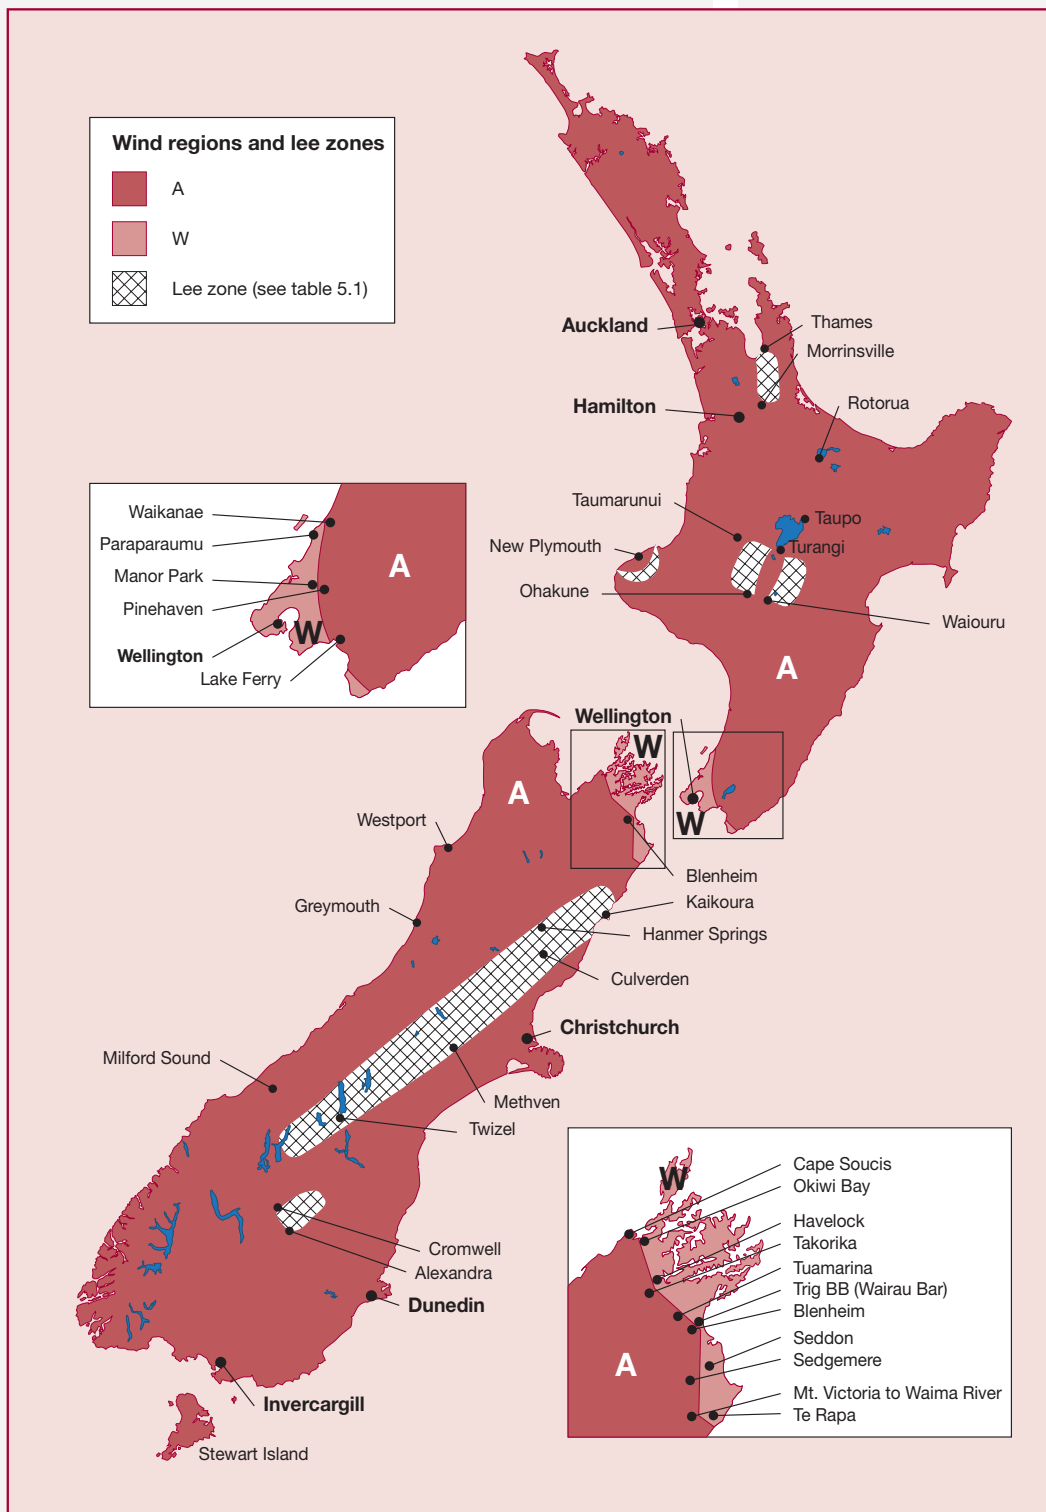 Wind regions and lee zones
A
W
Lee zone (see table 5.1)
Auckland
Thames
Morrinsville
Hamilton
Rotorua
Taumarunui
Taupo
New Plymouth
Turangi
Ohakune
Waiouru
A
Waikanae
Paraparaumu
Manor Park
Pinehaven
Wellington
Lake Ferry
A
W
Wellington
W
W
A
Westport
Blenheim
Greymouth
Kaikoura
Hanmer Springs
Culverden
Christchurch
Milford Sound
Methven
Twizel
Cromwell
Alexandra
Dunedin
Invercargill
Stewart Island
W
Cape Soucis
Okiwi Bay
Havelock
Takorika
Tuamarina
Trig BB (Wairau Bar)
Blenheim
Seddon
Sedgemere
Mt. Victoria to Waima River
Te Rapa
A